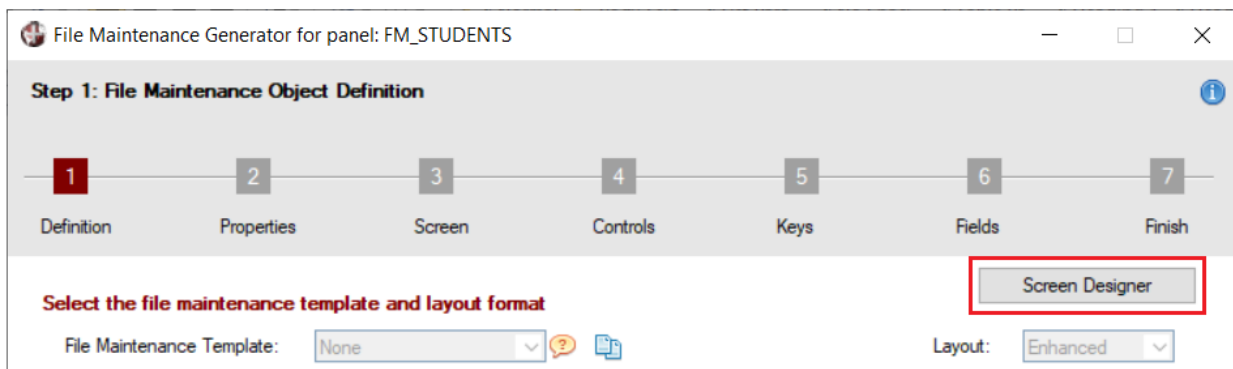 File Maintenance Generator for panel: FM_STUDENTS
Step 1: File Maintenance Object Definition
1 2 3 4 5 6 7
Definition Properties Screen Controls Keys Fields Finish
Screen Designer
Select the file maintenance template and layout format
File Maintenance Template: None Layout: Enhanced